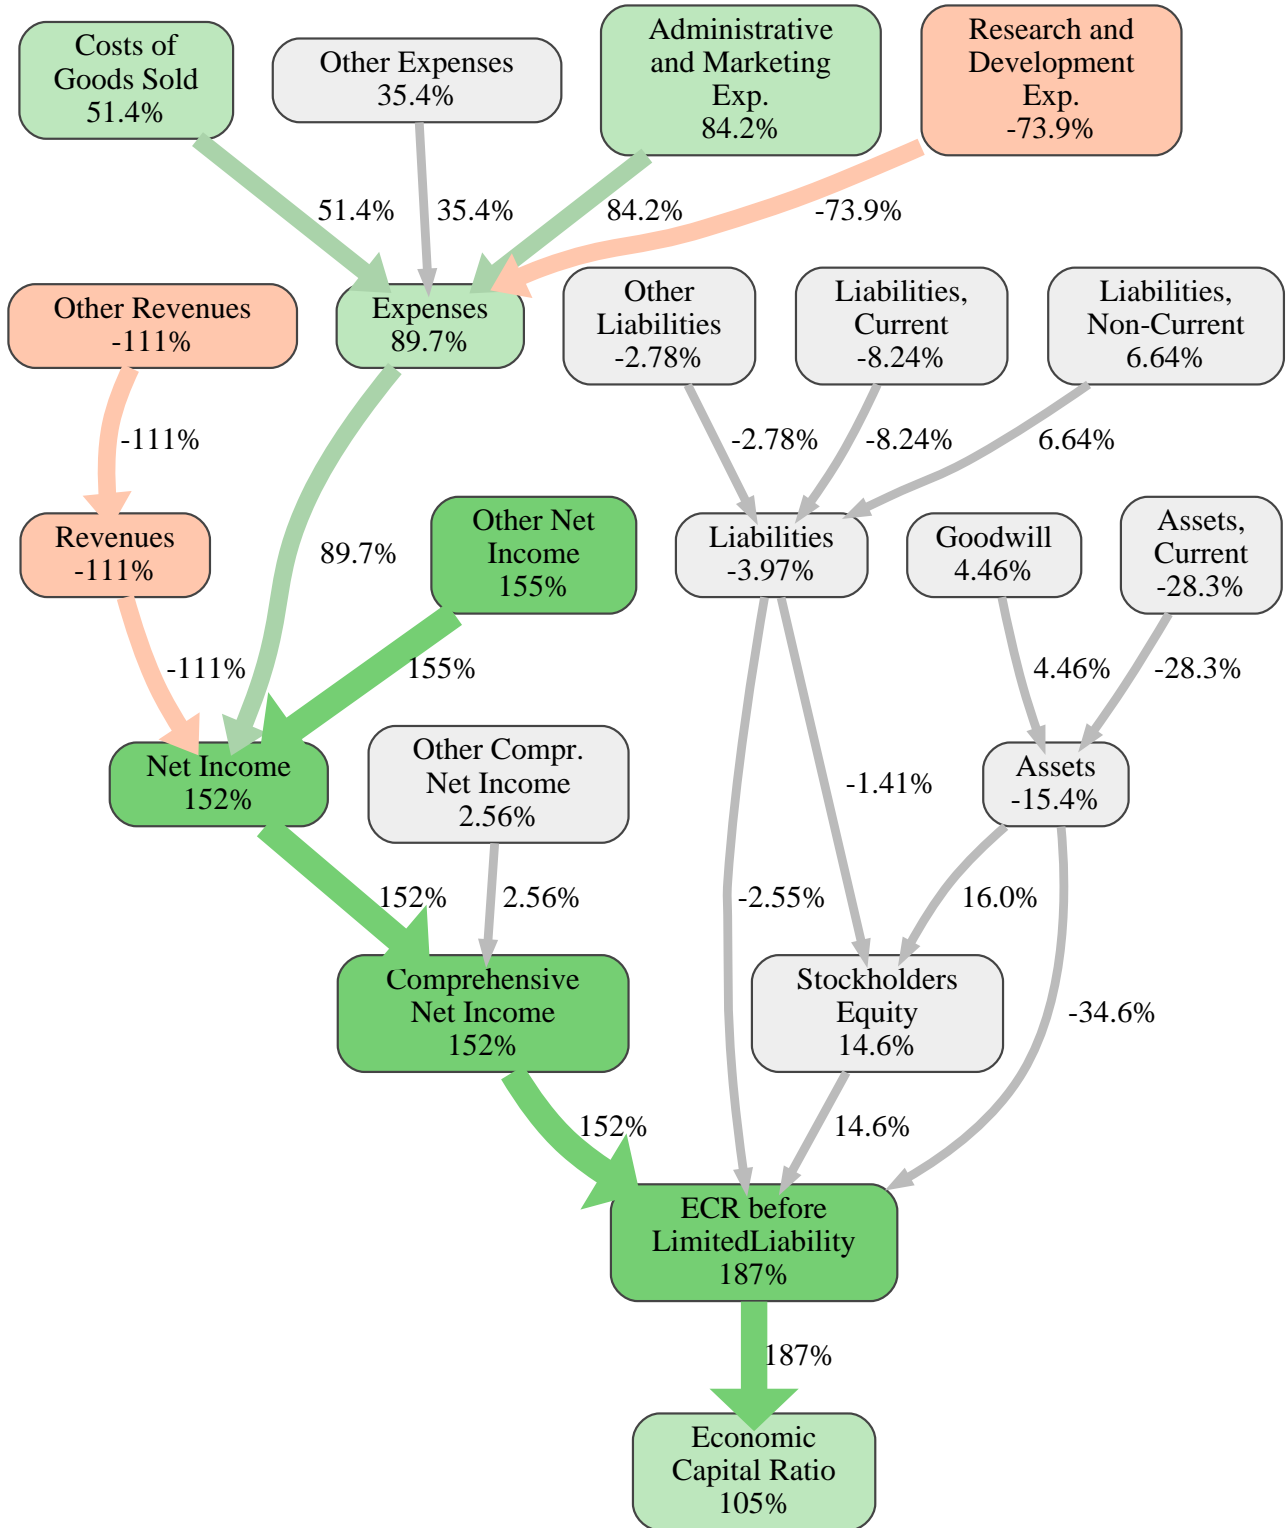 Costs of
Goods Sold
51.4%
Other Expenses
35.4%
Administrative
and Marketing
Exp.
84.2%
Research and
Development
Exp.
-73.9%
51.4%
35.4%
84.2%
-73.9%
Other Revenues
-111%
Expenses
89.7%
Other
Liabilities
-2.78%
Liabilities,
Current
-8.24%
Liabilities,
Non-Current
6.64%
-111%
-2.78%
-8.24%
6.64%
Revenues
-111%
89.7%
Other Net
Income
155%
Liabilities
-3.97%
Goodwill
4.46%
Assets,
Current
-28.3%
-111%
155%
4.46%
-28.3%
Net Income
152%
Other Compr.
Net Income
2.56%
-1.41%
Assets
-15.4%
152%
2.56%
-2.55%
16.0%
Comprehensive
Net Income
152%
Stockholders
Equity
14.6%
-34.6%
152%
14.6%
ECR before
LimitedLiability
187%
187%
Economic
Capital Ratio
105%